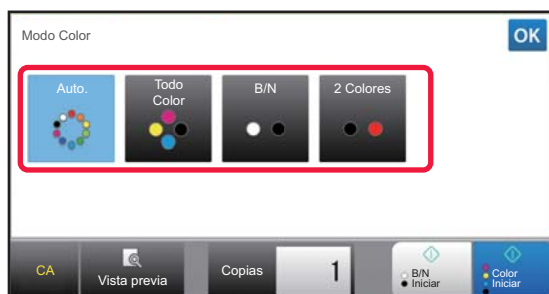 Modo Color
OK
Auto.
Todo
Color
B/N
2 Colores
CA
Vista previa
Copias
1
B/N
Iniciar
Color
Iniciar